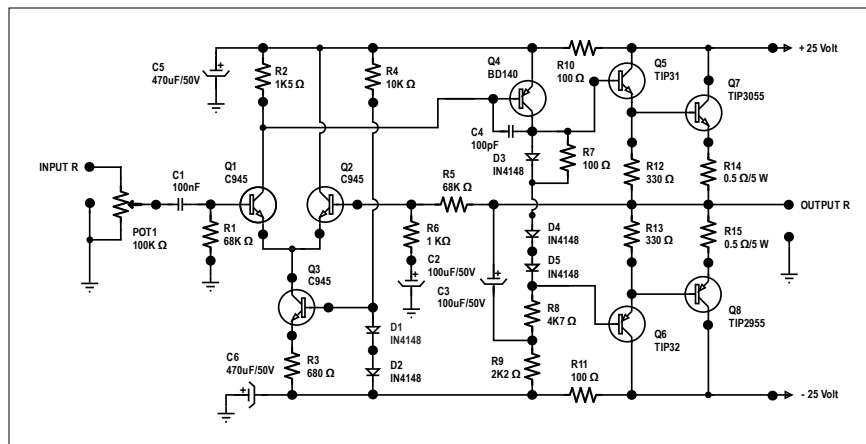 C5
470uF/50V
R2
1K5 Ω
R4
10K Ω
Q4
BD140
R10
100 Ω
Q5
TIP31
+ 25 Volt
Q7
TIP3055
C4
100pF
D3
IN4148
R7
100 Ω
INPUT R
C1
100nF
Q1
C945
Q2
C945
R5
68K Ω
R12
330 Ω
R14
0.5 Ω/5 W
POT1
100K Ω
R1
68K Ω
R6
1 KΩ
C2
100uF/50V
C3
100uF/50V
D4
IN4148
D5
IN4148
R13
330 Ω
R15
0.5 Ω/5 W
OUTPUT R
Q3
C945
R8
4K7 Ω
Q6
TIP32
Q8
TIP2955
D1
IN4148
D2
IN4148
C6
470uF/50V
R3
680 Ω
R9
2K2 Ω
R11
100 Ω
- 25 Volt